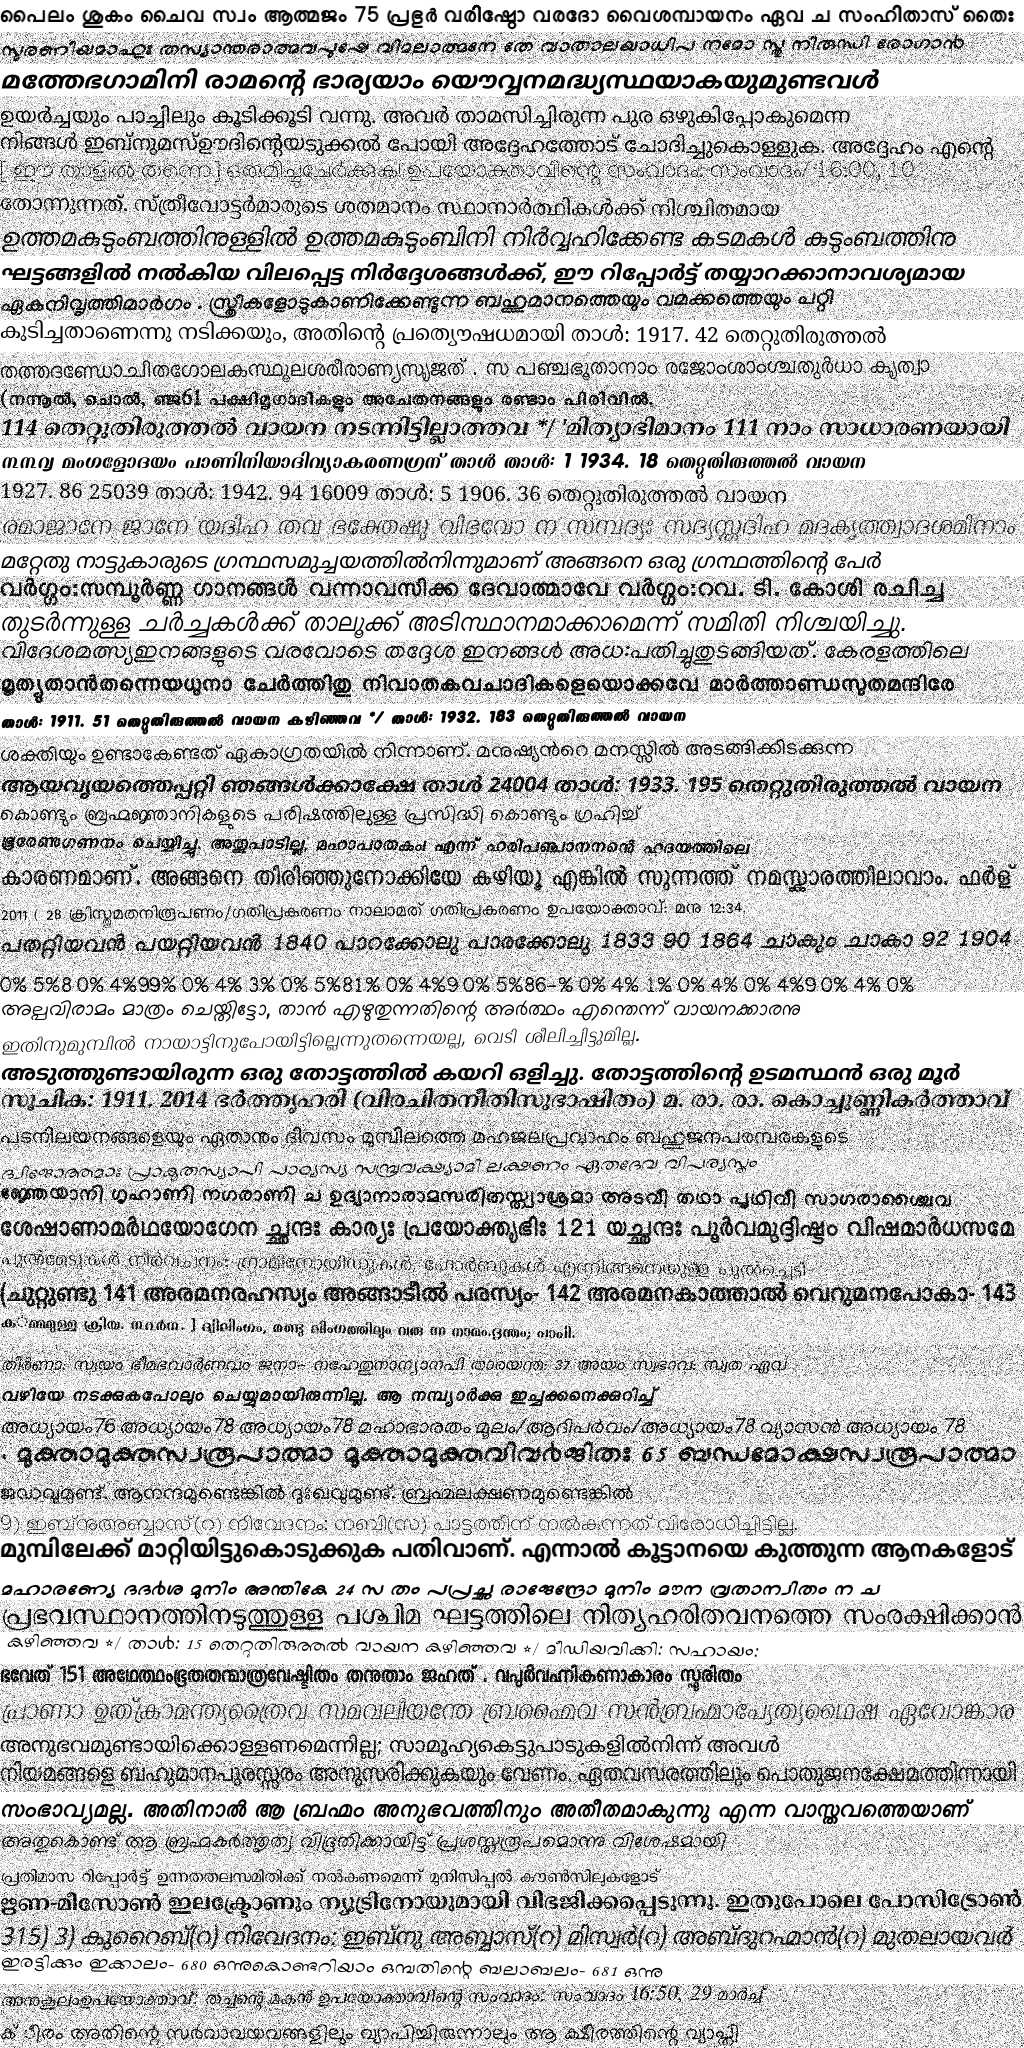 പൈലം ശുകം ചൈവ സ്വം ആത്മജം 75 പ്രഭുർ വരിഷ്ഠോ വരദോ വൈശമ്പായനം ഏവ ച സംഹിതാസ് തൈഃ
സ്മരണീയമാഹുഃ തസ്യാന്തരാത്മവപുഷേ വിമലാത്മനേ തേ വാതാലയാധിപ നമോ സ്തു നിരുന്ധി രോഗാൻ
മത്തേഭഗാമിനി രാമന്റെ ഭാര്യയാം യൌവ്വനമദ്ധ്യസ്ഥയാകയുമുണ്ടവൾ
ഉയർച്ചയും പാച്ചിലും കൂടിക്കൂടി വന്നു. അവർ താമസിച്ചിരുന്ന പുര ഒഴുകിപ്പോകുമെന്ന
നിങ്ങൾ ഇബ്നുമസ്ഊദിന്റെയടുക്കൽ പോയി അദ്ദേഹത്തോട് ചോദിച്ചുകൊള്ളുക. അദ്ദേഹം എന്റെ
[ ഈ താളിൽ തന്നെ ] ഒരുമിച്ചുചേർക്കുക! ഉപയോക്താവിന്റെ സംവാദം: സംവാദം/ 16:00, 10
തോന്നുന്നത്. സ്ത്രീവോട്ടർമാരുടെ ശതമാനം സ്ഥാനാർത്ഥികൾക്ക് നിശ്ചിതമായ
ഉത്തമകുടുംബത്തിനുള്ളിൽ ഉത്തമകുടുംബിനി നിർവ്വഹിക്കേണ്ട കടമകൾ കുടുംബത്തിനു
ഘട്ടങ്ങളിൽ നൽകിയ വിലപ്പെട്ട നിർദ്ദേശങ്ങൾക്ക്, ഈ റിപ്പോർട്ട് തയ്യാറക്കാനാവശ്യമായ
ഏകനിവൃത്തിമാർഗം . സ്ത്രീകളോടുകാണിക്കേണ്ടുന്ന ബഹുമാനത്തെയും വമക്കത്തെയും പറ്റി
കുടിച്ചതാണെന്നു നടിക്കയും, അതിന്റെ പ്രത്യൌഷധമായി താൾ: 1917. 42 തെറ്റുതിരുത്തൽ
തത്തദണ്ഡോചിതഗോലകസ്ഥൂലശരീരാണ്യസൃജത് . സ പഞ്ചഭൂതാനാം രജോംശാംശ്ചതുർധാ കൃത്വാ
(നന്നൂൽ, ചൊൽ, ഞ്ച61 പക്ഷിമൃഗാദികളും അചേതനങ്ങളും രണ്ടാം പിരിവിൽ.
114 തെറ്റുതിരുത്തൽ വായന നടന്നിട്ടില്ലാത്തവ */ 'മിത്യാഭിമാനം 111 നാം സാധാരണയായി
൩൩൮ മംഗളോദയം പാണിനിയാദിവ്യാകരണഗ്രന് താൾ താൾ: 1 1934. 18 തെറ്റുതിരുത്തൽ വായന
1927. 86 25039 താൾ: 1942. 94 16009 താൾ: 5 1906. 36 തെറ്റുതിരുത്തൽ വായന
രമാജാനേ ജാനേ യദിഹ തവ ഭക്തേഷു വിഭവോ ന സമ്പദ്യഃ സദ്യസ്തദിഹ മദകൃത്ത്വാദശമിനാം
മറ്റേതു നാട്ടുകാരുടെ ഗ്രന്ഥസമുച്ചയത്തിൽനിന്നുമാണ് അങ്ങനെ ഒരു ഗ്രന്ഥത്തിന്റെ പേർ
വർഗ്ഗം:സമ്പൂർണ്ണ ഗാനങ്ങൾ വന്നാവസിക്ക ദേവാത്മാവേ വർഗ്ഗം:റവ. ടി. കോശി രചിച്ച
തുടർന്നുള്ള ചർച്ചകൾക്ക് താലൂക്ക് അടിസ്ഥാനമാക്കാമെന്ന് സമിതി നിശ്ചയിച്ചു.
വിദേശമത്സ്യഇനങ്ങളുടെ വരവോടെ തദ്ദേശ ഇനങ്ങൾ അധഃപതിച്ചുതുടങ്ങിയത്. കേരളത്തിലെ
മൃത്യുതാൻതന്നെയധുനാ ചേർത്തിതു നിവാതകവചാദികളെയൊക്കവേ മാർത്താണ്ഡസുതമന്ദിരേ
താൾ: 1911. 51 തെറ്റുതിരുത്തൽ വായന കഴിഞ്ഞവ */ താൾ: 1932. 183 തെറ്റുതിരുത്തൽ വായന
ശക്തിയും ഉണ്ടാകേണ്ടത് ഏകാഗ്രതയിൽ നിന്നാണ്. മനുഷ്യൻറെ മനസ്സിൽ അടങ്ങിക്കിടക്കുന്ന
ആയവ്യയത്തെപ്പറ്റി ഞങ്ങൾക്കാക്ഷേ താൾ 24004 താൾ: 1933. 195 തെറ്റുതിരുത്തൽ വായന
കൊണ്ടും ബ്രഹ്മജ്ഞാനികളുടെ പരിഷത്തിലുള്ള പ്രസിദ്ധി കൊണ്ടും ഗ്രഹിച്ച്
ഭ്രൂരേണുഗണനം ചെയ്യിച്ചു. അതുപാടില്ല, മഹാപാതകം! എന്ന് ഹരിപഞ്ചാനനന്റെ ഹൃദയത്തിലെ
കാരണമാണ്. അങ്ങനെ തിരിഞ്ഞുനോക്കിയേ കഴിയൂ എങ്കിൽ സുന്നത്ത് നമസ്ക്കാരത്തിലാവാം. ഫർള്
2011 ( 28 ക്രിസ്തുമതനിരൂപണം/ഗതിപ്രകരണം നാലാമത് ഗതിപ്രകരണം ഉപയോക്താവ്: മനു 12:34,
പതറ്റിയവൻ പയറ്റിയവൻ 1840 പാറക്കോലു പാരക്കോലു 1833 90 1864 ചാകും ചാകാ 92 1904
0% 5%8 0% 4%99% 0% 4% 3% 0% 5%81% 0% 4%9 0% 5%86-% 0% 4% 1% 0% 4% 0% 4%9 0% 4% 0%
അല്പവിരാമം മാത്രം ചെയ്തിട്ടോ, താൻ എഴുതുന്നതിന്റെ അർത്ഥം എന്തെന്ന് വായനക്കാരനു
ഇതിനുമുമ്പിൽ നായാട്ടിനുപോയിട്ടില്ലെന്നുതന്നെയല്ല, വെടി ശീലിച്ചിട്ടുമില്ല.
അടുത്തുണ്ടായിരുന്ന ഒരു തോട്ടത്തിൽ കയറി ഒളിച്ചു. തോട്ടത്തിന്റെ ഉടമസ്ഥൻ ഒരു മൂർ
സൂചിക: 1911. 2014 ഭർത്തൃഹരി (വിരചിതനീതിസുഭാഷിതം) മ. രാ. രാ. കൊച്ചുണ്ണികർത്താവ്
പടനിലയനങ്ങളെയും ഏതാനും ദിവസം മുമ്പിലത്തെ മഹജലപ്രവാഹം ബഹുജനപരമ്പരകളുടെ
ദ്വിജോത്തമാഃ പ്രാകൃതസ്യാപി പാഠ്യസ്യ സമ്പ്രവക്ഷ്യാമി ലക്ഷണം ഏതദേവ വിപര്യസ്തം
ജ്ഞേയാനി ഗൃഹാണി നഗരാണി ച ഉദ്യാനാരാമസരിതസ്ത്വാശ്രമാ അടവീ തഥാ പൃഥിവീ സാഗരാശ്ചൈവ
ശേഷാണാമർഥയോഗേന ച്ഛന്ദഃ കാര്യഃ പ്രയോക്തൃഭിഃ 121 യച്ഛന്ദഃ പൂർവമുദ്ദിഷ്ടം വിഷമാർധസമേ
പുൽമേടുകൾ നിർവചനം: ഗ്രാമിനോയിഡുകൾ, ഫോർബുകൾ എന്നിങ്ങനെയുള്ള പുൽച്ചെടി-
(ചുറ്റുണ്ടു 141 അരമനരഹസ്യം അങ്ങാടീൽ പരസ്യം- 142 അരമനകാത്താൽ വെറുമനപോകാ- 143
തീർണാഃ സ്വയം ഭീമഭവാർണവം ജനാ- നഹേതുനാന്യാനപി താരയന്തഃ 37 അയം സ്വഭാവഃ സ്വത ഏവ
വഴിയേ നടക്കുകപോലും ചെയ്യുമായിരുന്നില്ല. ആ നമ്പ്യാർക്കു ഇച്ചക്കനെക്കുറിച്ച്
അധ്യായം76 അധ്യായം78 അധ്യായം78 മഹാഭാരതം മൂലം/ആദിപർവം/അധ്യായം78 വ്യാസൻ അധ്യായം 78
· മുക്താമുക്തസ്വരൂപാത്മാ മുക്താമുക്തവിവർജിതഃ 65 ബന്ധമോക്ഷസ്വരൂപാത്മാ
ജഡാവുമുണ്ട്. ആനന്ദമുണ്ടെങ്കിൽ ദുഃഖവുമുണ്ട്. ബ്രഹ്മലക്ഷണമുണ്ടെങ്കിൽ
9) ഇബ്നുഅബ്ബാസ്(റ) നിവേദനം: നബി(സ) പാട്ടത്തിന് നൽകുന്നത് വിരോധിച്ചിട്ടില്ല.
മുമ്പിലേക്ക് മാറ്റിയിട്ടുകൊടുക്കുക പതിവാണ്. എന്നാൽ കൂട്ടാനയെ കുത്തുന്ന ആനകളോട്
മഹാരണ്യേ ദദർശ മുനിം അന്തികേ 24 സ തം പപ്രച്ഛ രാജേന്ദ്രോ മുനിം മൗന വ്രതാന്വിതം ന ച
പ്രഭവസ്ഥാനത്തിനടുത്തുള്ള പശ്ചിമ ഘട്ടത്തിലെ നിത്യഹരിതവനത്തെ സംരക്ഷിക്കാൻ
കഴിഞ്ഞവ */ താൾ: 15 തെറ്റുതിരുത്തൽ വായന കഴിഞ്ഞവ */ മീഡിയവിക്കി: സഹായം:
ഭവേത് 151 അഥേത്ഥംഭൂതതന്മാത്രവേഷ്ടിതം തനുതാം ജഹത് . വപുർവഹ്നികണാകാരം സ്ഫുരിതം
പ്രാണാ ഉത്ക്രാമന്ത്യത്രൈവ സമവലീയന്തേ ബ്രഹ്മൈവ സൻബ്രഹ്മാപ്യേത്യഥൈഷ ഏവോങ്കാര
അനുഭവമുണ്ടായിക്കൊള്ളണമെന്നില്ല; സാമൂഹ്യകെട്ടുപാടുകളിൽനിന്ന് അവൾ
നിയമങ്ങളെ ബഹുമാനപുരസ്സരം അനുസരിക്കുകയും വേണം. ഏതവസരത്തിലും പൊതുജനക്ഷേമത്തിന്നായി
സംഭാവ്യമല്ല. അതിനാൽ ആ ബ്രഹ്മം അനുഭവത്തിനും അതീതമാകുന്നു എന്ന വാസ്തവത്തെയാണ്
അതുകൊണ്ട് ആ ബ്രഹ്മകർത്തൃത്വ വിഭൂതിക്കായിട്ട് പ്രശസ്തരൂപമൊന്നു വിശേഷമായി
പ്രതിമാസ റിപ്പോർട്ട് ഉന്നതതലസമിതിക്ക് നൽകണമെന്ന് മുനിസിപ്പൽ കൗൺസിലുകളോട്
ഋണ-മീസോൺ ഇലക്ട്രോണും ന്യൂട്രിനോയുമായി വിഭജിക്കപ്പെടുന്നു. ഇതുപോലെ പോസിട്രോൺ
315) 3) കുറൈബ്(റ) നിവേദനം: ഇബ്നു അബ്ബാസ്(റ) മിസ്വർ(റ) അബ്ദുറഹ്മാൻ(റ) മുതലായവർ
ഇരട്ടിക്കും ഇക്കാലം- 680 ഒന്നുകൊണ്ടറിയാം ഒമ്പതിന്റെ ബലാബലം- 681 ഒന്നു
അനുകൂലംഉപയോക്താവ്: തച്ചന്റെ മകൻ ഉപയോക്താവിന്റെ സംവാദം: സംവാദം 16:50, 29 മാർച്ച്
ക് ീരം അതിന്റെ സർവാവയവങ്ങളിലും വ്യാപിച്ചിരുന്നാലും ആ ക്ഷീരത്തിന്റെ വ്യാപ്തി